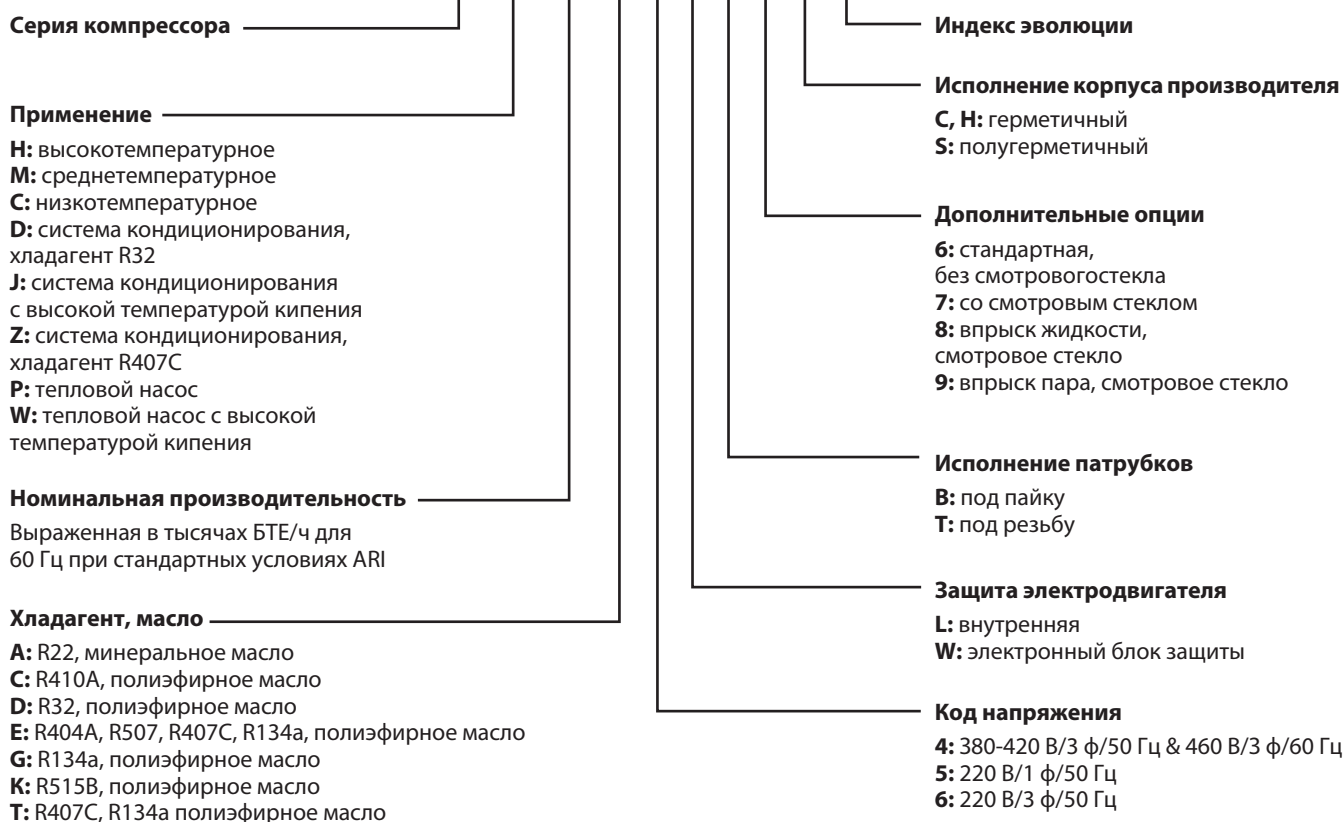 Серия компрессора
Применение
H: высокотемпературное
M: среднетемпературное
C: низкотемпературное
D: система кондиционирования,
хладагент R32
J: система кондиционирования
с высокой температурой кипения
Z: система кондиционирования,
хладагент R407C
P: тепловой насос
W: тепловой насос с высокой
температурой кипения
Номинальная производительность
Выраженная в тысячах БТЕ/ч для
60 Гц при стандартных условиях ARI
Хладагент, масло
A: R22, минеральное масло
C: R410A, полиэфирное масло
D: R32, полиэфирное масло
E: R404A, R507, R407C, R134a, полиэфирное масло
G: R134a, полиэфирное масло
K: R515B, полиэфирное масло
T: R407C, R134a полиэфирное масло
Индекс эволюции
Исполнение корпуса производителя
C, H: герметичный
S: полугерметичный
Дополнительные опции
6: стандартная,
без смотровогостекла
7: со смотровым стеклом
8: впрыск жидкости,
смотровое стекло
9: впрыск пара, смотровое стекло
Исполнение патрубков
B: под пайку
T: под резьбу
Защита электродвигателя
L: внутренняя
W: электронный блок защиты
Код напряжения
4: 380-420 В/3 ф/50 Гц & 460 В/3 ф/60 Гц
5: 220 В/1 ф/50 Гц
6: 220 В/3 ф/50 Гц